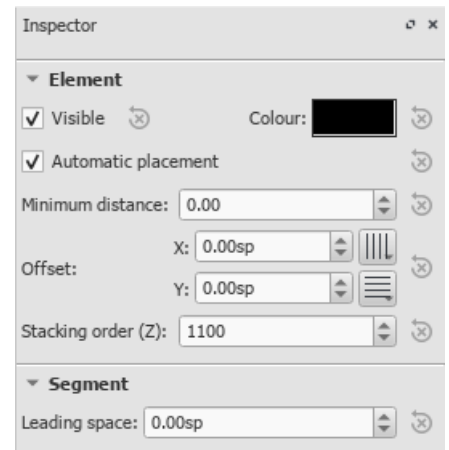 Inspector
Element
Visible Colour:
Automatic placement
Minimum distance: 0.00
X: 0.00sp
Offset:
Y: 0.00sp
Stacking order (Z): 1100
Segment
Leading space: 0.00sp